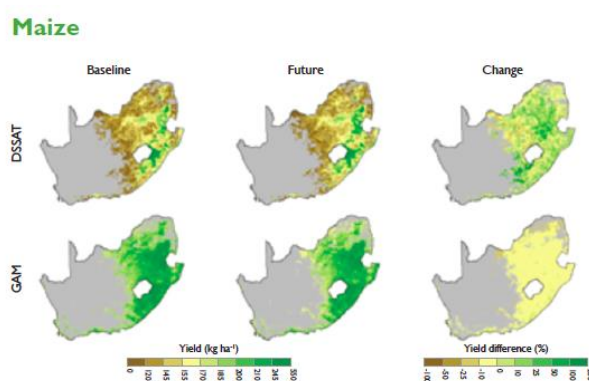 Maize
Baseline Future Change
DSSAT
GAM
Yield (kg ha⁻¹) Yield difference (%)
0 120 145 155 170 185 200 210 245 550 -100 -50 -25 -10 0 10 25 50 100